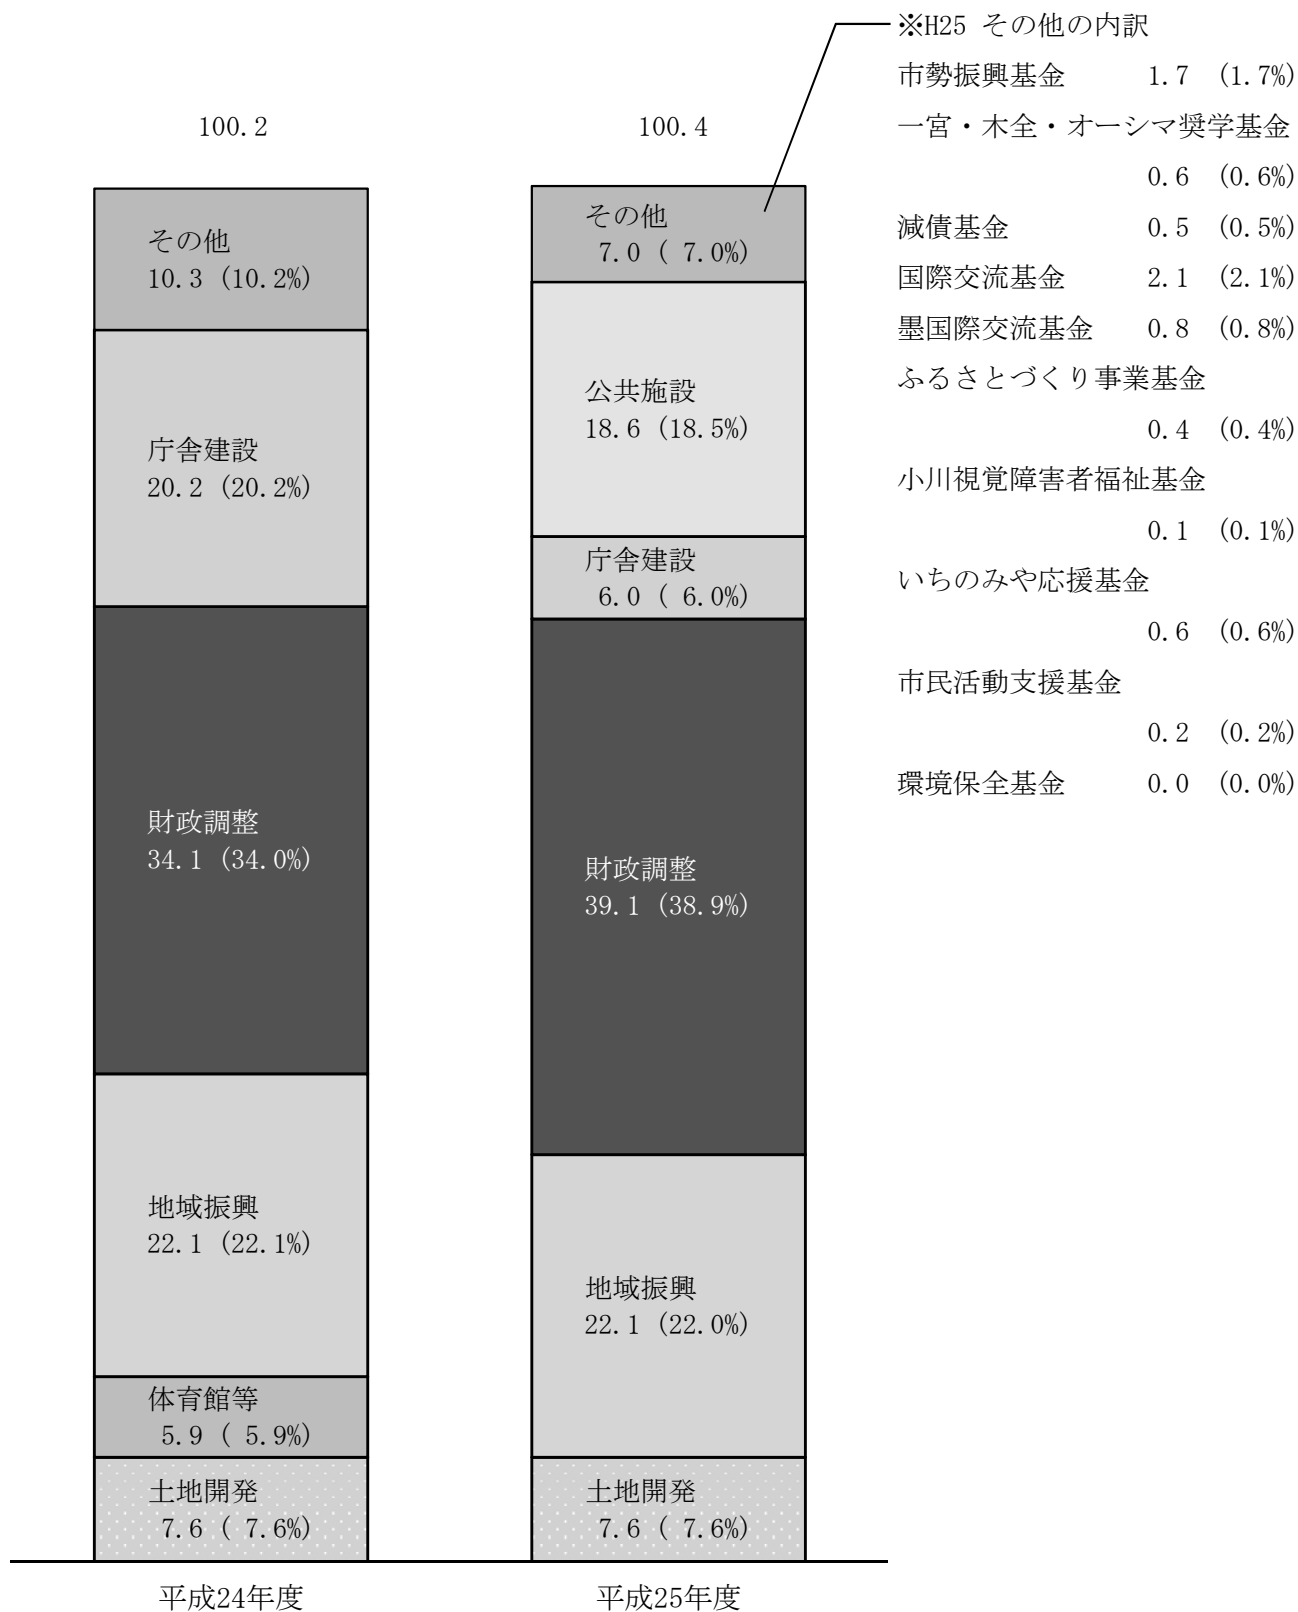 ※H25 その他の内訳
市勢振興基金 1.7 (1.7%)
一宮・木全・オーシマ奨学基金
0.6 (0.6%)
減債基金 0.5 (0.5%)
国際交流基金 2.1 (2.1%)
墨国際交流基金 0.8 (0.8%)
ふるさとづくり事業基金
0.4 (0.4%)
小川視覚障害者福祉基金
0.1 (0.1%)
いちのみや応援基金
0.6 (0.6%)
市民活動支援基金
0.2 (0.2%)
環境保全基金 0.0 (0.0%)
100.2
その他
10.3 (10.2%)
庁舎建設
20.2 (20.2%)
財政調整
34.1 (34.0%)
地域振興
22.1 (22.1%)
体育館等
5.9 ( 5.9%)
土地開発
7.6 ( 7.6%)
平成24年度
100.4
その他
7.0 ( 7.0%)
公共施設
18.6 (18.5%)
庁舎建設
6.0 ( 6.0%)
財政調整
39.1 (38.9%)
地域振興
22.1 (22.0%)
土地開発
7.6 ( 7.6%)
平成25年度